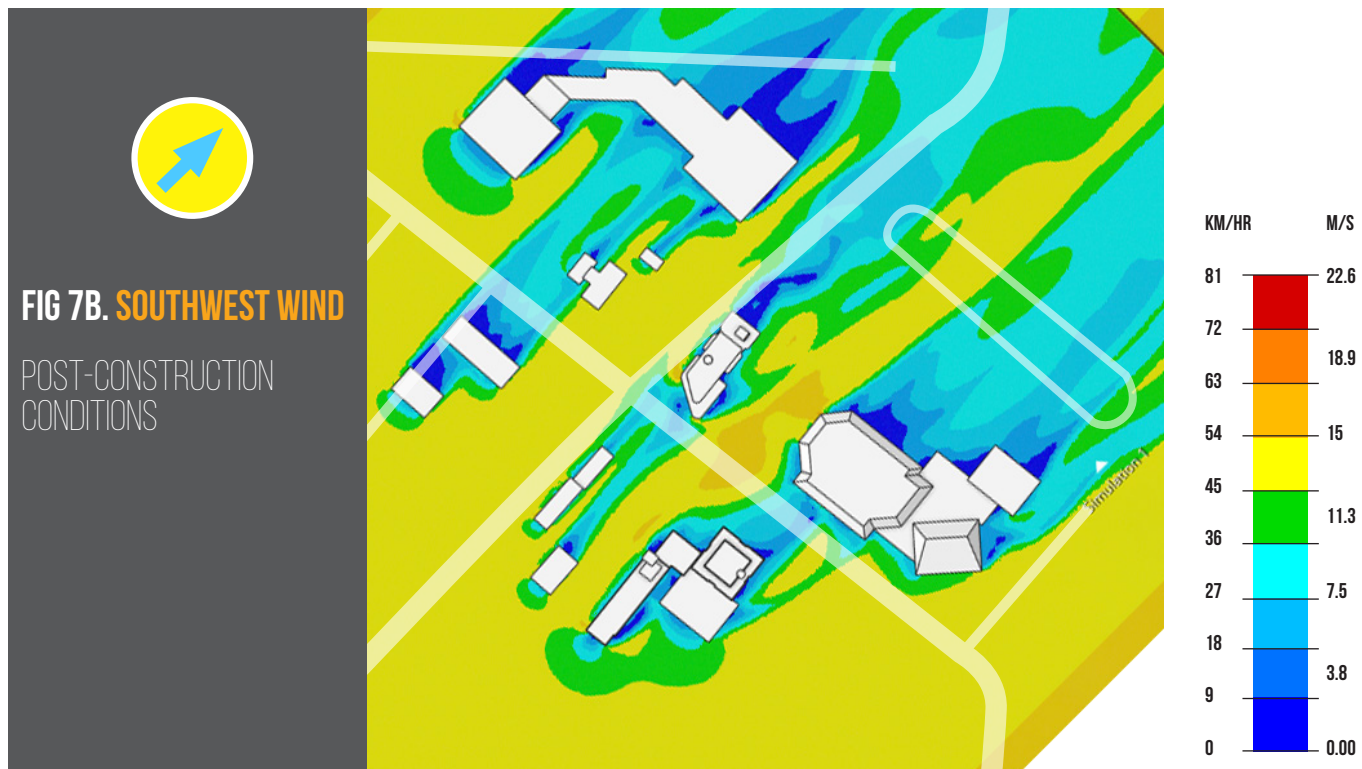 FIG 7B. SOUTHWEST WIND
POST-CONSTRUCTION
CONDITIONS
Simulation 1
KM/HR M/S
81 22.6
72
18.9
63
54 15
45
11.3
36
27 7.5
18
3.8
9
0 0.00